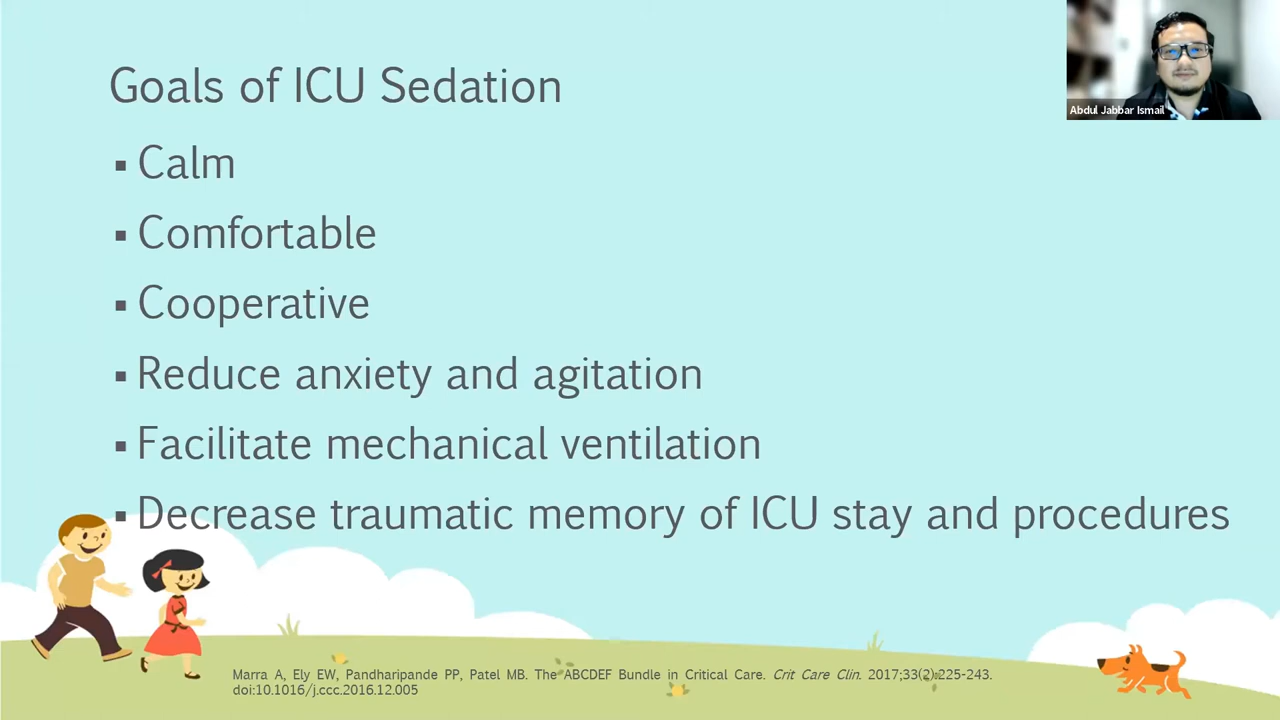 Goals of ICU Sedation
▪ Calm
▪ Comfortable
▪ Cooperative
▪ Reduce anxiety and agitation
▪ Facilitate mechanical ventilation
▪ Decrease traumatic memory of ICU stay and procedures
Marra A, Ely EW, Pandharipande PP, Patel MB. The ABCDEF Bundle in Critical Care. Crit Care Clin. 2017;33(2):225-243.
doi:10.1016/j.ccc.2016.12.005
Abdul Jabbar Ismail